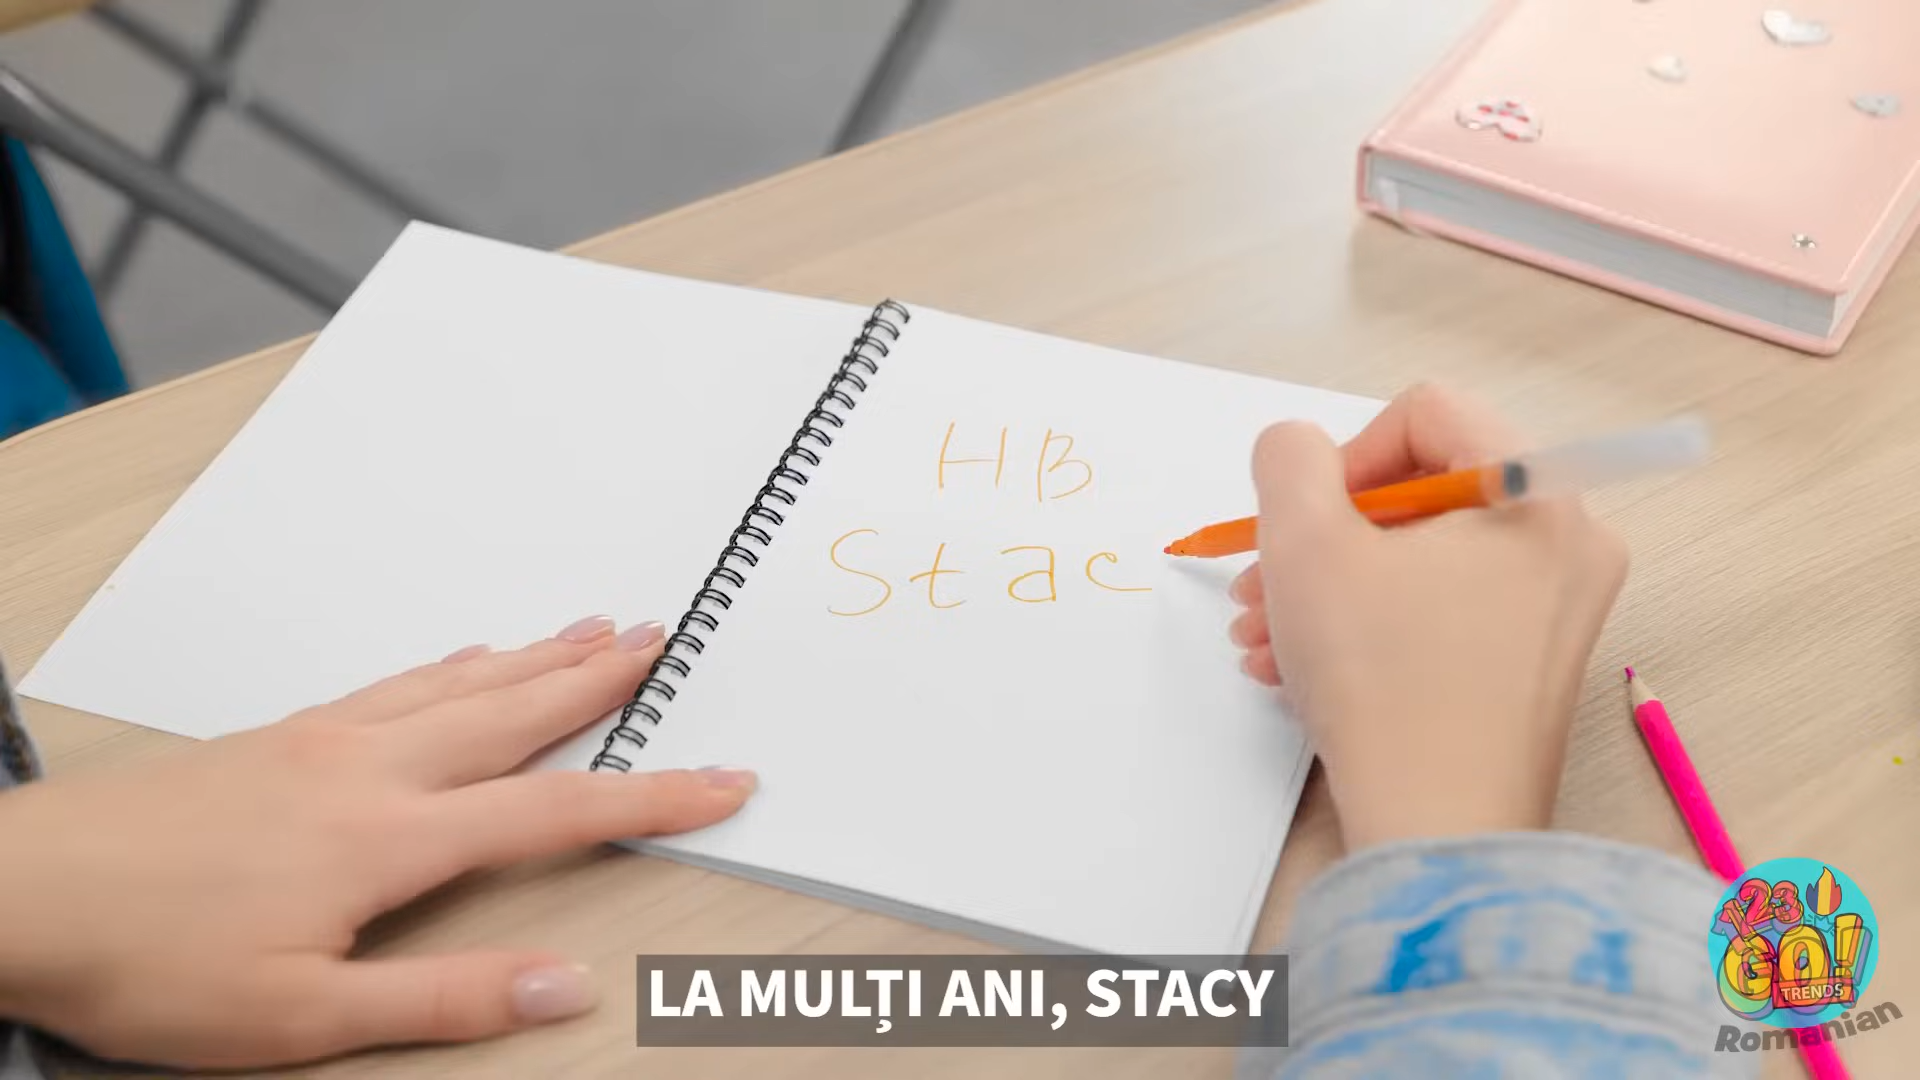 HB
Stac
LA MULȚI ANI, STACY
123
GO!
TRENDS
Romanian